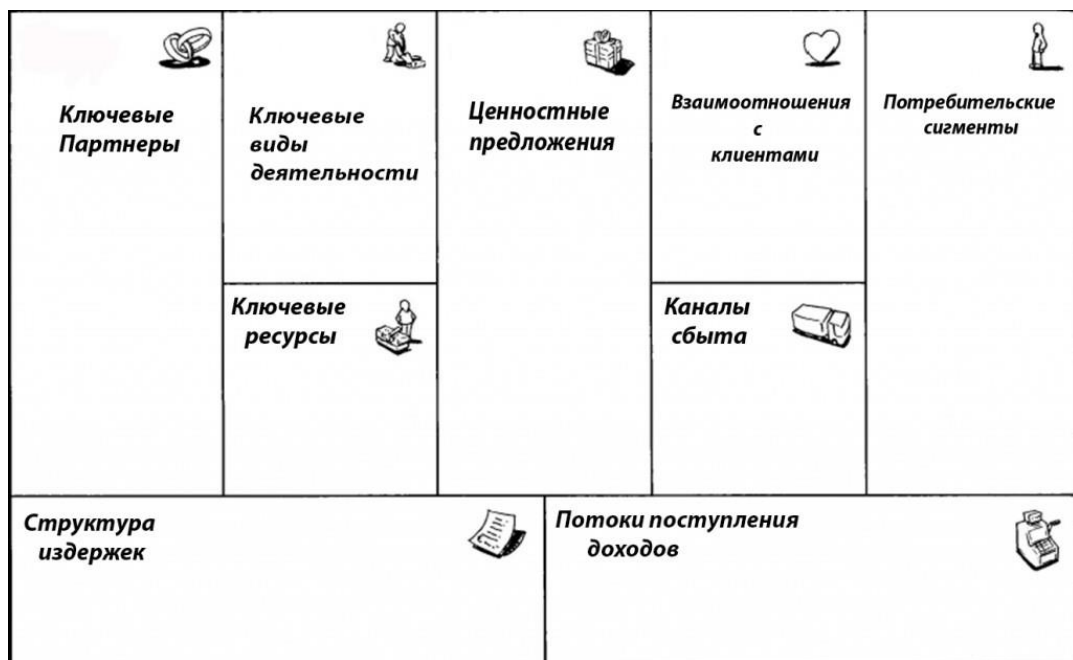 Ключевые
Партнеры
Ключевые
виды
деятельности
Ключевые
ресурсы
Ценностные
предложения
Взаимоотношения
с
клиентами
Каналы
сбыта
Потребительские
сигменты
Структура
издержек
Потоки поступления
доходов